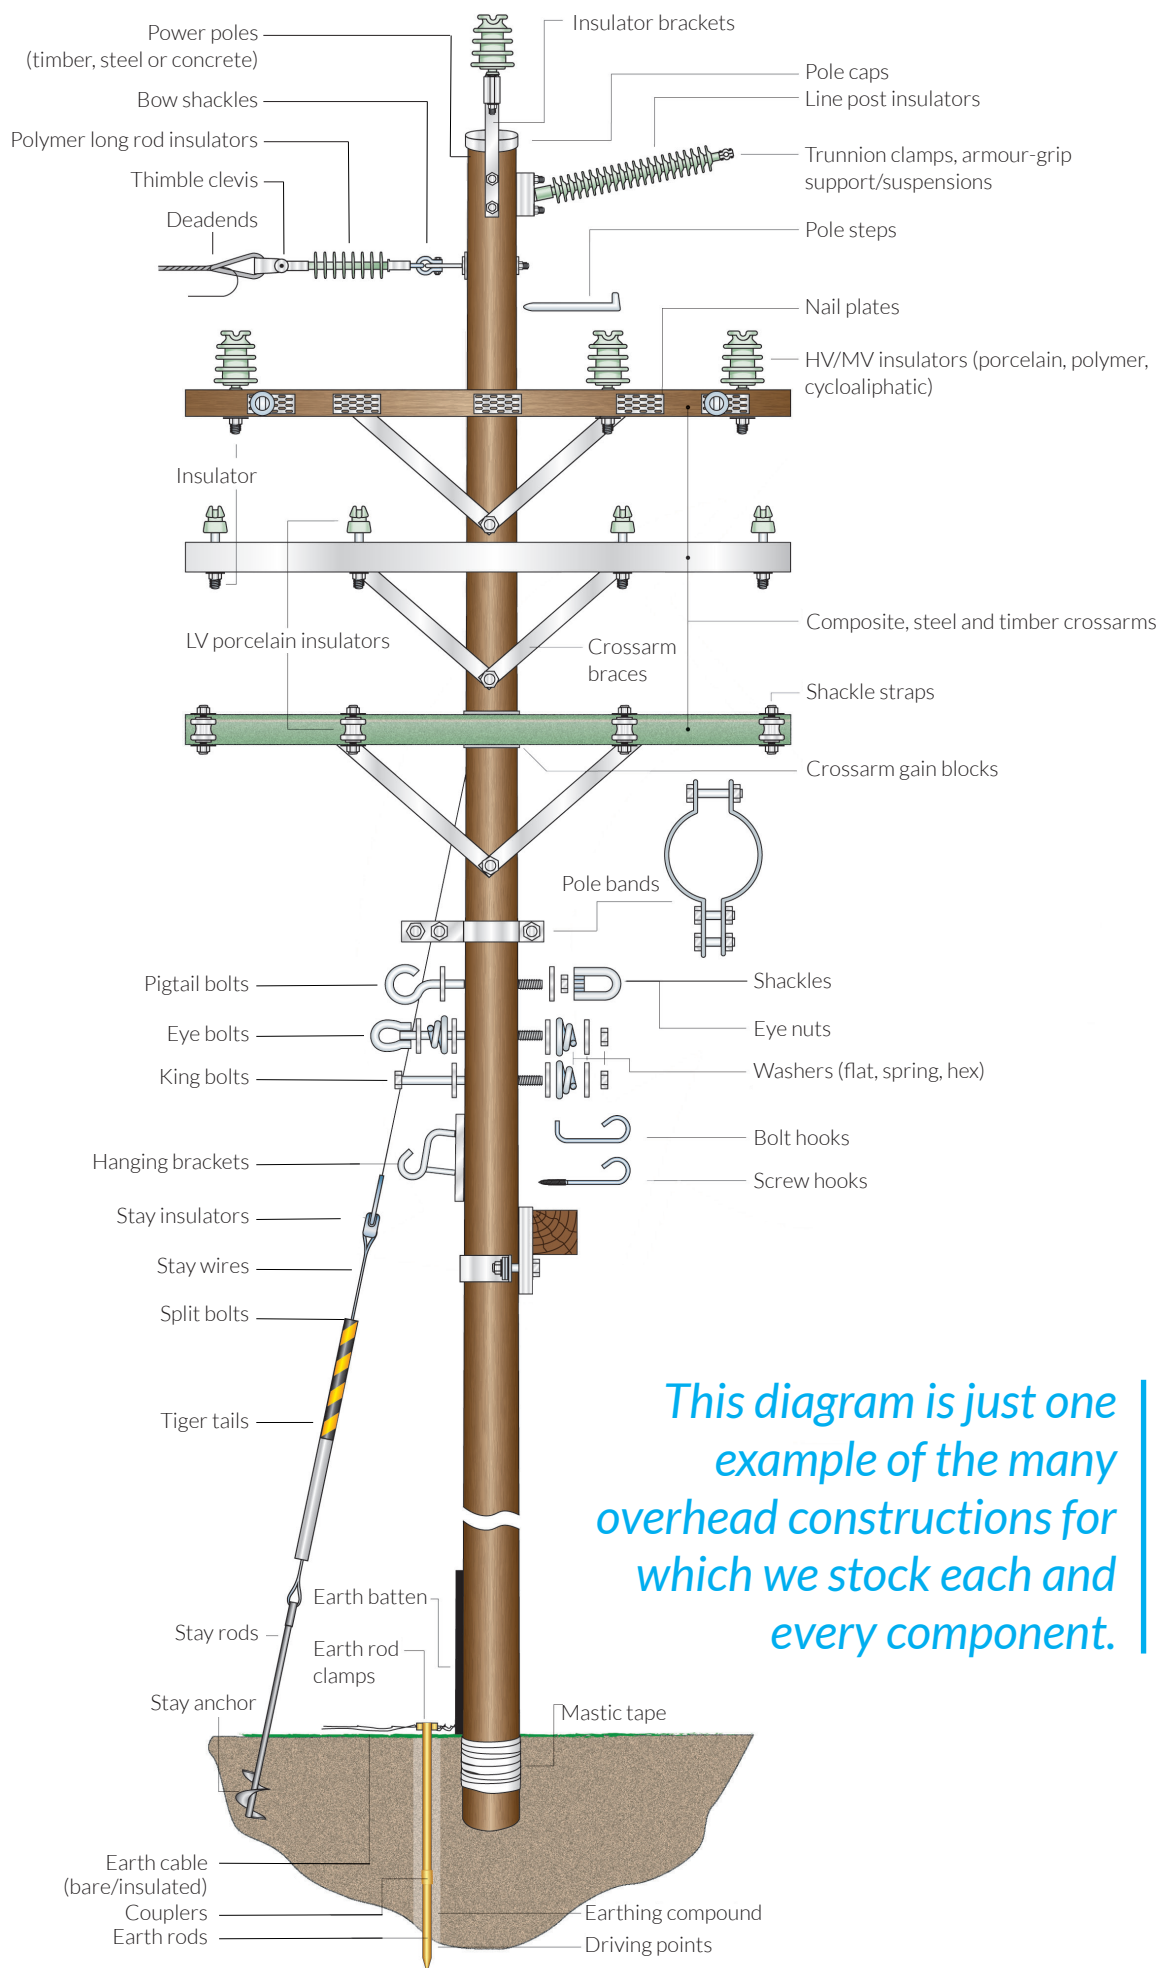 Insulator brackets
Power poles
(timber, steel or concrete)
Pole caps
Bow shackles
Line post insulators
Polymer long rod insulators
Trunnion clamps, armour-grip
support/suspensions
Thimble clevis
Deadends
Pole steps
Nail plates
HV/MV insulators (porcelain, polymer,
cycloaliphatic)
Insulator
LV porcelain insulators
Crossarm
braces
Composite, steel and timber crossarms
Shackle straps
Crossarm gain blocks
Pole bands
Pigtail bolts
Shackles
Eye bolts
Eye nuts
King bolts
Washers (flat, spring, hex)
Bolt hooks
Hanging brackets
Screw hooks
Stay insulators
Stay wires
Split bolts
Tiger tails
This diagram is just one
example of the many
overhead constructions for
which we stock each and
every component.
Earth batten
Stay rods
Earth rod
clamps
Stay anchor
Mastic tape
Earth cable
(bare/insulated)
Couplers
Earthing compound
Earth rods
Driving points